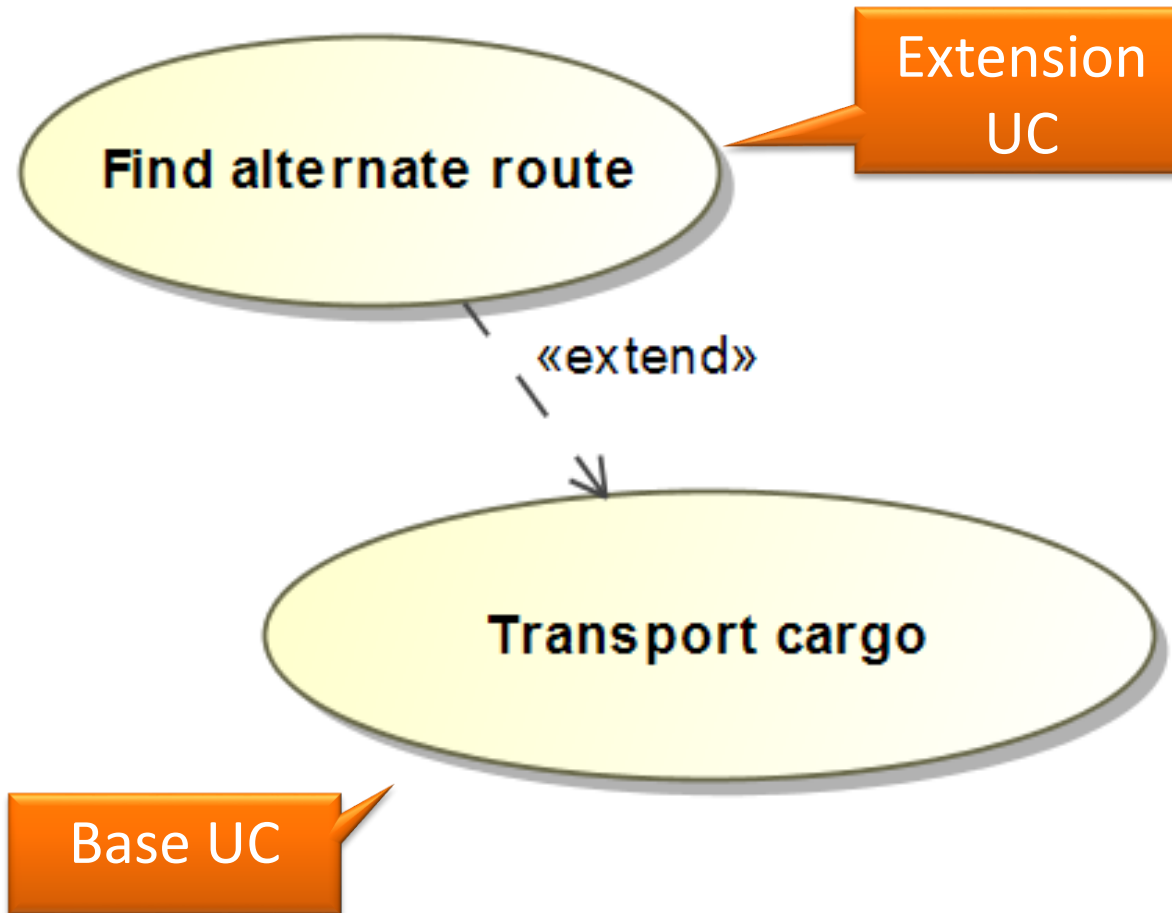 Extension
UC
Find alternate route
«extend»
Transport cargo
Base UC